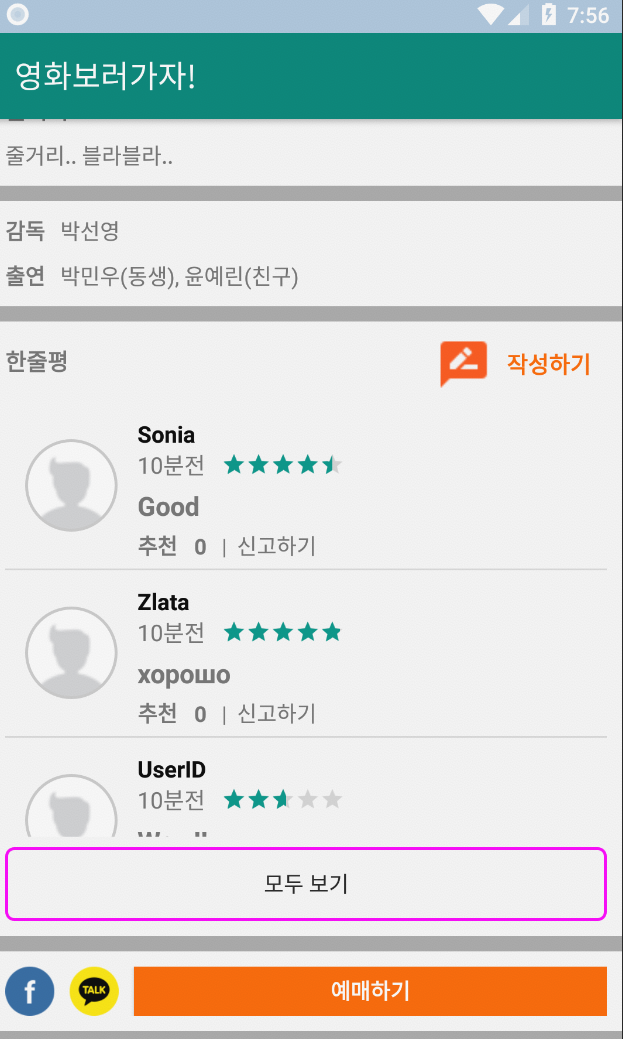 7:56
영화보러가자!
줄거리.. 블라블라..
감독 박선영
출연 박민우(동생), 윤예린(친구)
한줄평 작성하기
Sonia
10분전
Good
추천 0 | 신고하기
Zlata
10분전
хорошо
추천 0 | 신고하기
UserID
10분전
모두 보기
f TALK 예매하기